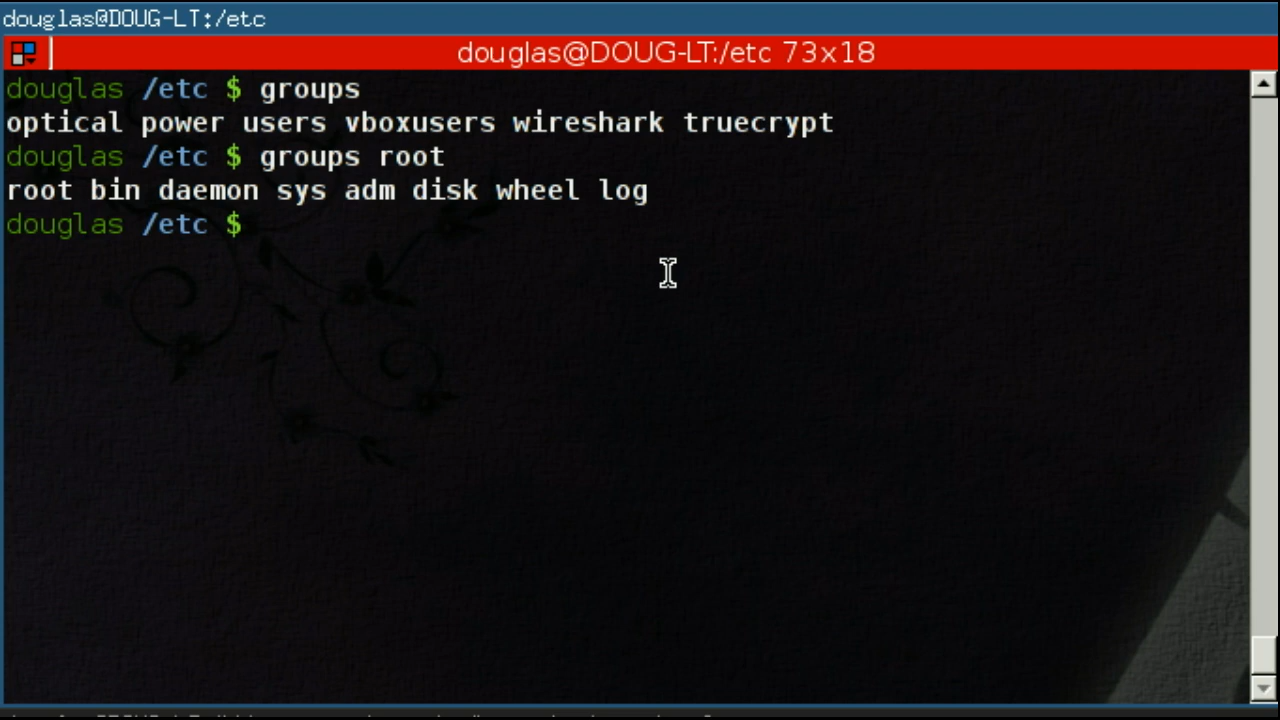 douglas@DOUG-LT:/etc
douglas@DOUG-LT:/etc 73x18
douglas /etc $ groups
optical power users vboxusers wireshark truecrypt
douglas /etc $ groups root
root bin daemon sys adm disk wheel log
douglas /etc $